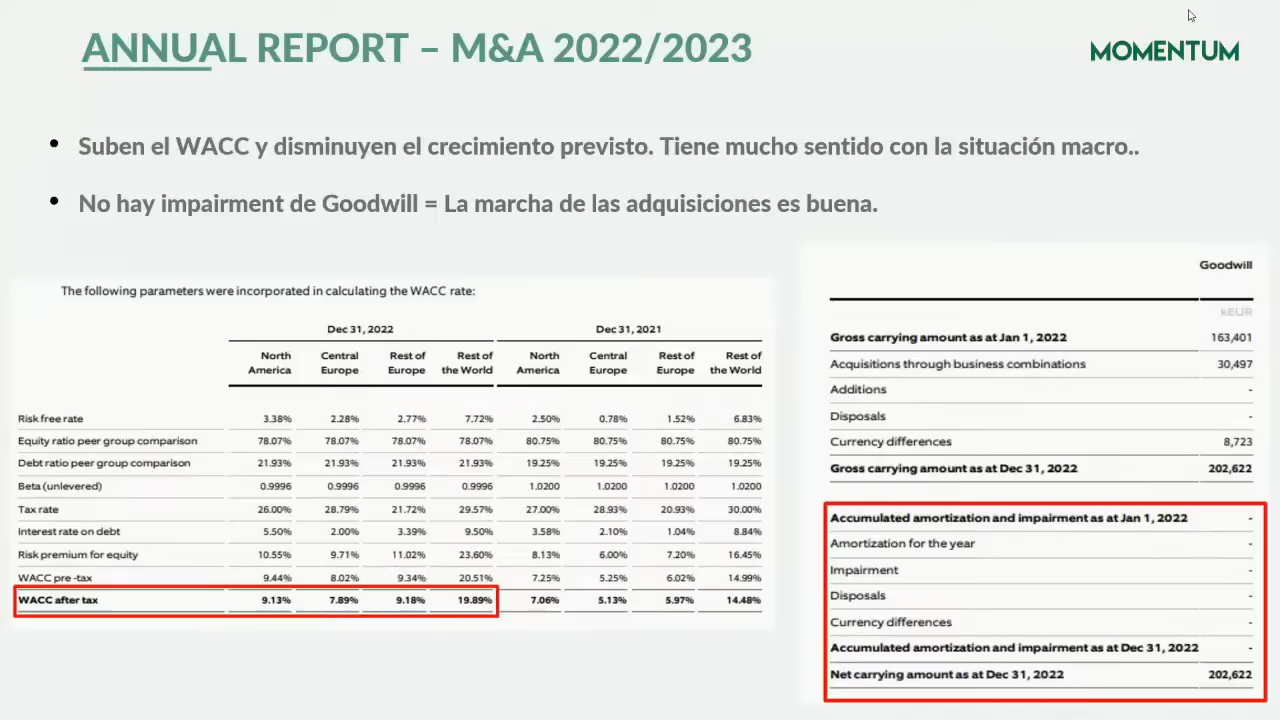 ANNUAL REPORT – M&A 2022/2023
MOMENTUM
• Suben el WACC y disminuyen el crecimiento previsto. Tiene mucho sentido con la situación macro..
• No hay impairment de Goodwill = La marcha de las adquisiciones es buena.
The following parameters were incorporated in calculating the WACC rate:
Dec 31, 2022 Dec 31, 2021
North Central Rest of Rest of North Central Rest of Rest of
America Europe Europe the World America Europe Europe the World
Risk free rate 3.38% 2.28% 2.77% 7.72% 2.50% 0.78% 1.52% 6.83%
Equity ratio peer group comparison 78.07% 78.07% 78.07% 78.07% 80.75% 80.75% 80.75% 80.75%
Debt ratio peer group comparison 21.93% 21.93% 21.93% 21.93% 19.25% 19.25% 19.25% 19.25%
Beta (unlevered) 0.9996 0.9996 0.9996 0.9996 1.0200 1.0200 1.0200 1.0200
Tax rate 26.00% 28.79% 21.72% 29.57% 27.00% 28.93% 20.93% 30.00%
Interest rate on debt 5.50% 2.00% 3.39% 9.50% 3.58% 2.10% 1.04% 8.84%
Risk premium for equity 10.55% 9.71% 11.02% 23.60% 8.13% 6.00% 7.20% 16.45%
WACC pre -tax 9.44% 8.02% 9.34% 20.51% 7.25% 5.25% 6.02% 14.99%
WACC after tax 9.13% 7.89% 9.18% 19.89% 7.06% 5.13% 5.97% 14.48%
Goodwill
kEUR
Gross carrying amount as at Jan 1, 2022 163,401
Acquisitions through business combinations 30,497
Additions -
Disposals -
Currency differences 8,723
Gross carrying amount as at Dec 31, 2022 202,622
Accumulated amortization and impairment as at Jan 1, 2022 -
Amortization for the year -
Impairment -
Disposals -
Currency differences -
Accumulated amortization and impairment as at Dec 31, 2022 -
Net carrying amount as at Dec 31, 2022 202,622